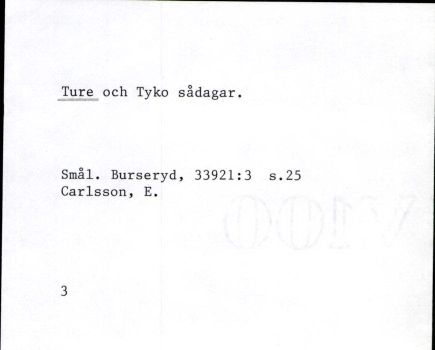 Ture och Tyko sådagar.
Smål. Burseryd, 33921:3 s.25
Carlsson, E.
3